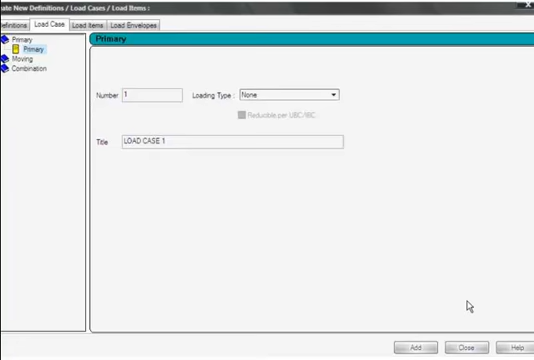 ate New Definitions / Load Cases / Load Items :
efinitions Load Case Load Items Load Envelopes
Primary
Primary
Moving
Combination
Primary
Number 1 Loading Type : None
Reducible per UBC/IBC
Title LOAD CASE 1
Add Close Help